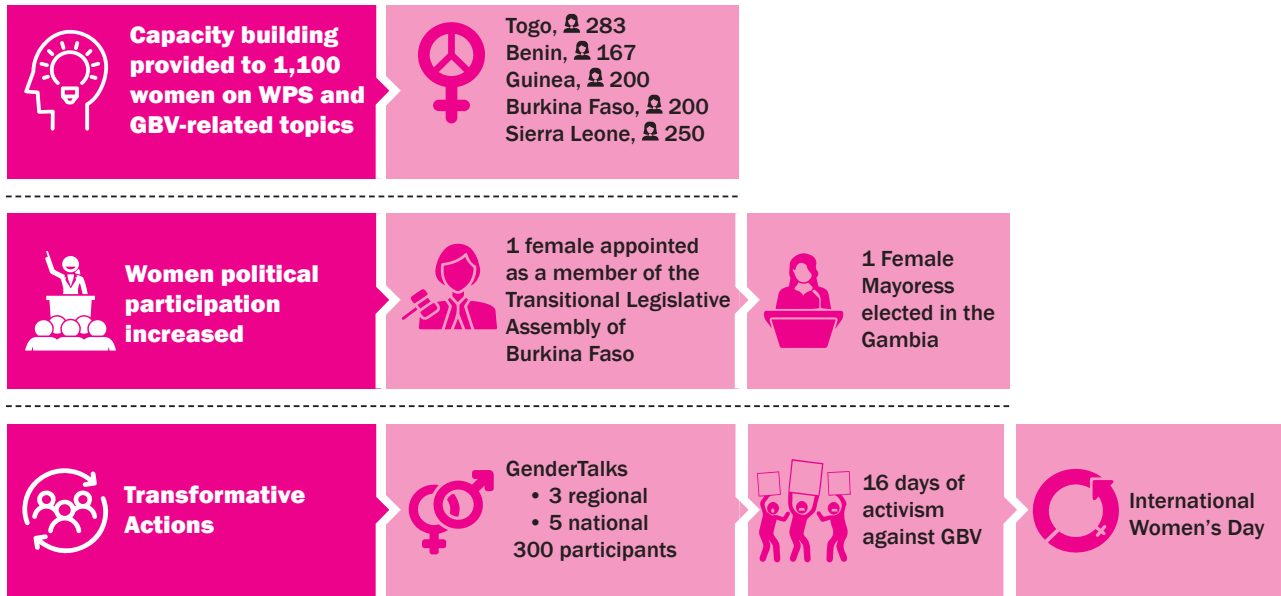 Capacity building
provided to 1,100
women on WPS and
GBV-related topics
Togo, 283
Benin, 167
Guinea, 200
Burkina Faso, 200
Sierra Leone, 250
Women political
participation
increased
1 female appointed
as a member of the
Transitional Legislative
Assembly of
Burkina Faso
1 Female
Mayoress
elected in the
Gambia
Transformative
Actions
GenderTalks
• 3 regional
• 5 national
300 participants
16 days of
activism
against GBV
International
Women's Day